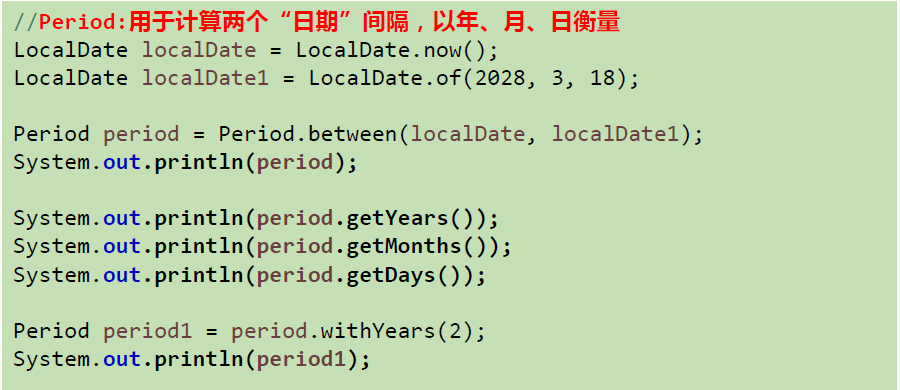 //Period:用于计算两个“日期”间隔，以年、月、日衡量
LocalDate localDate = LocalDate.now();
LocalDate localDate1 = LocalDate.of(2028, 3, 18);
Period period = Period.between(localDate, localDate1);
System.out.println(period);
System.out.println(period.getYears());
System.out.println(period.getMonths());
System.out.println(period.getDays());
Period period1 = period.withYears(2);
System.out.println(period1);